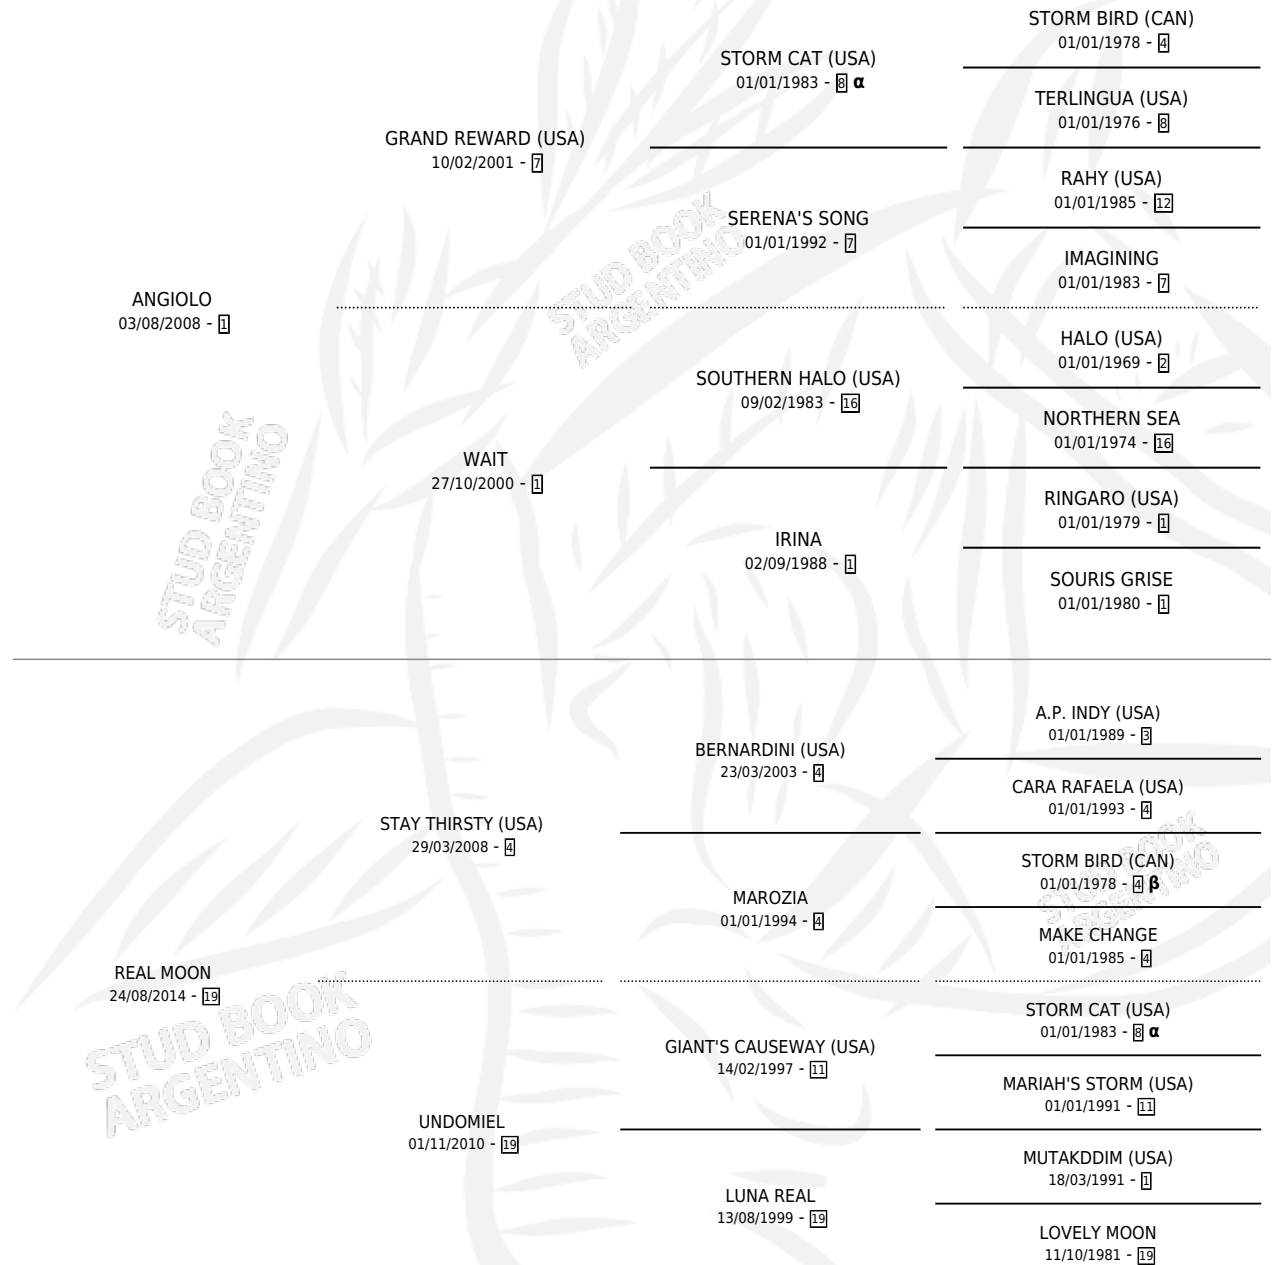 STORM BIRD (CAN)
01/01/1978 - 4
STORM CAT (USA)
01/01/1983 - 8 α
TERLINGUA (USA)
01/01/1976 - 8
GRAND REWARD (USA)
10/02/2001 - 7
RAHY (USA)
01/01/1985 - 12
SERENA'S SONG
01/01/1992 - 7
IMAGINING
01/01/1983 - 7
ANGIOLO
03/08/2008 - 1
HALO (USA)
01/01/1969 - 2
SOUTHERN HALO (USA)
09/02/1983 - 16
NORTHERN SEA
01/01/1974 - 16
WAIT
27/10/2000 - 1
RINGARO (USA)
01/01/1979 - 1
IRINA
02/09/1988 - 1
SOURIS GRISE
01/01/1980 - 1
A.P. INDY (USA)
01/01/1989 - 3
BERNARDINI (USA)
23/03/2003 - 4
CARA RAFAELA (USA)
01/01/1993 - 4
STAY THIRSTY (USA)
29/03/2008 - 4
STORM BIRD (CAN)
01/01/1978 - 4 β
MAROZIA
01/01/1994 - 4
MAKE CHANGE
01/01/1985 - 4
REAL MOON
24/08/2014 - 19
STORM CAT (USA)
01/01/1983 - 8 α
GIANT'S CAUSEWAY (USA)
14/02/1997 - 11
MARIAH'S STORM (USA)
01/01/1991 - 11
UNDOMIEL
01/11/2010 - 19
MUTAKDDIM (USA)
18/03/1991 - 1
LUNA REAL
13/08/1999 - 19
LOVELY MOON
11/10/1981 - 19
STUD BOOK
ARGENTINO
STUD BOOK
ARGENTINO
STUD BOOK
ARGENTINO
STUD BOOK
ARGENTINO